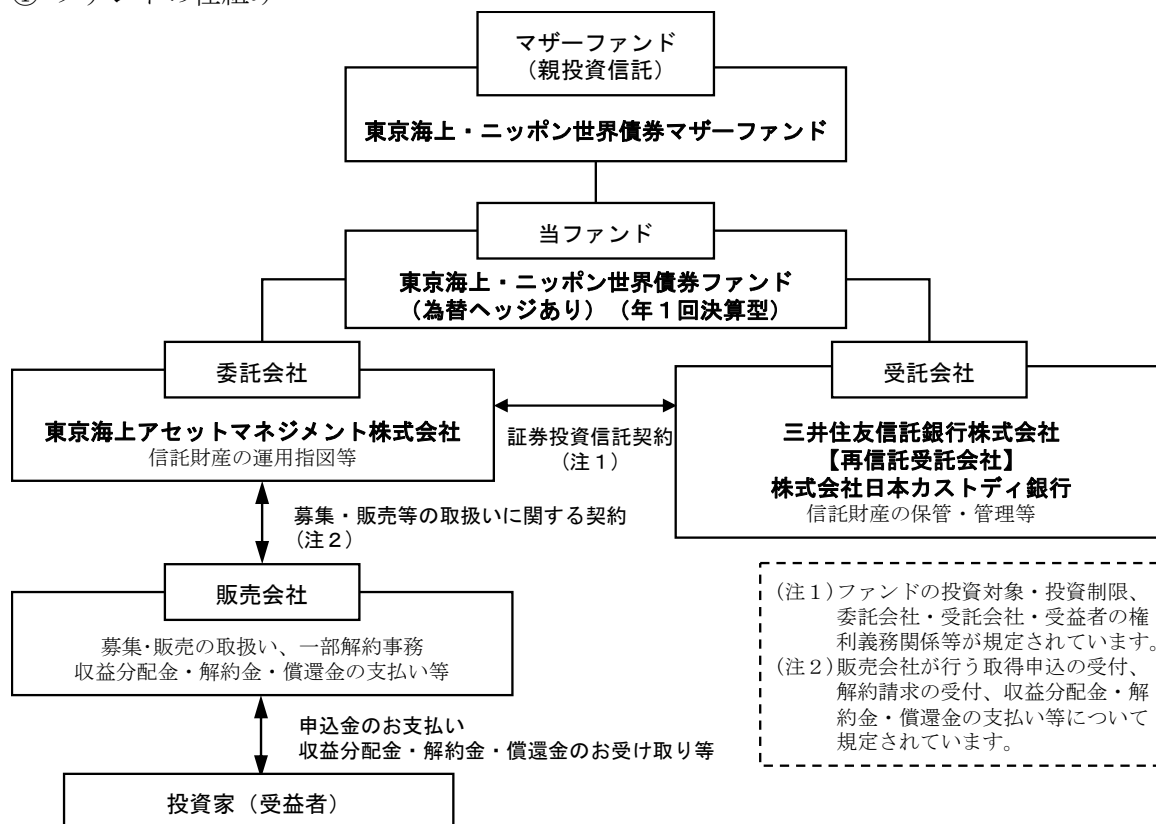 マザーファンド
（親投資信託）
東京海上・ニッポン世界債券マザーファンド
当ファンド
東京海上・ニッポン世界債券ファンド
（為替ヘッジあり）（年１回決算型）
委託会社
東京海上アセットマネジメント株式会社
信託財産の運用指図等
証券投資信託契約
（注１）
受託会社
三井住友信託銀行株式会社
【再信託受託会社】
株式会社日本カストディ銀行
信託財産の保管・管理等
募集・販売等の取扱いに関する契約
（注２）
販売会社
募集・販売の取扱い、一部解約事務
収益分配金・解約金・償還金の支払い等
(注１)ファンドの投資対象・投資制限、
委託会社・受託会社・受益者の権
利義務関係等が規定されています。
(注２)販売会社が行う取得申込の受付、
解約請求の受付、収益分配金・解
約金・償還金の支払い等について
規定されています。
申込金のお支払い
収益分配金・解約金・償還金のお受け取り等
投資家（受益者）